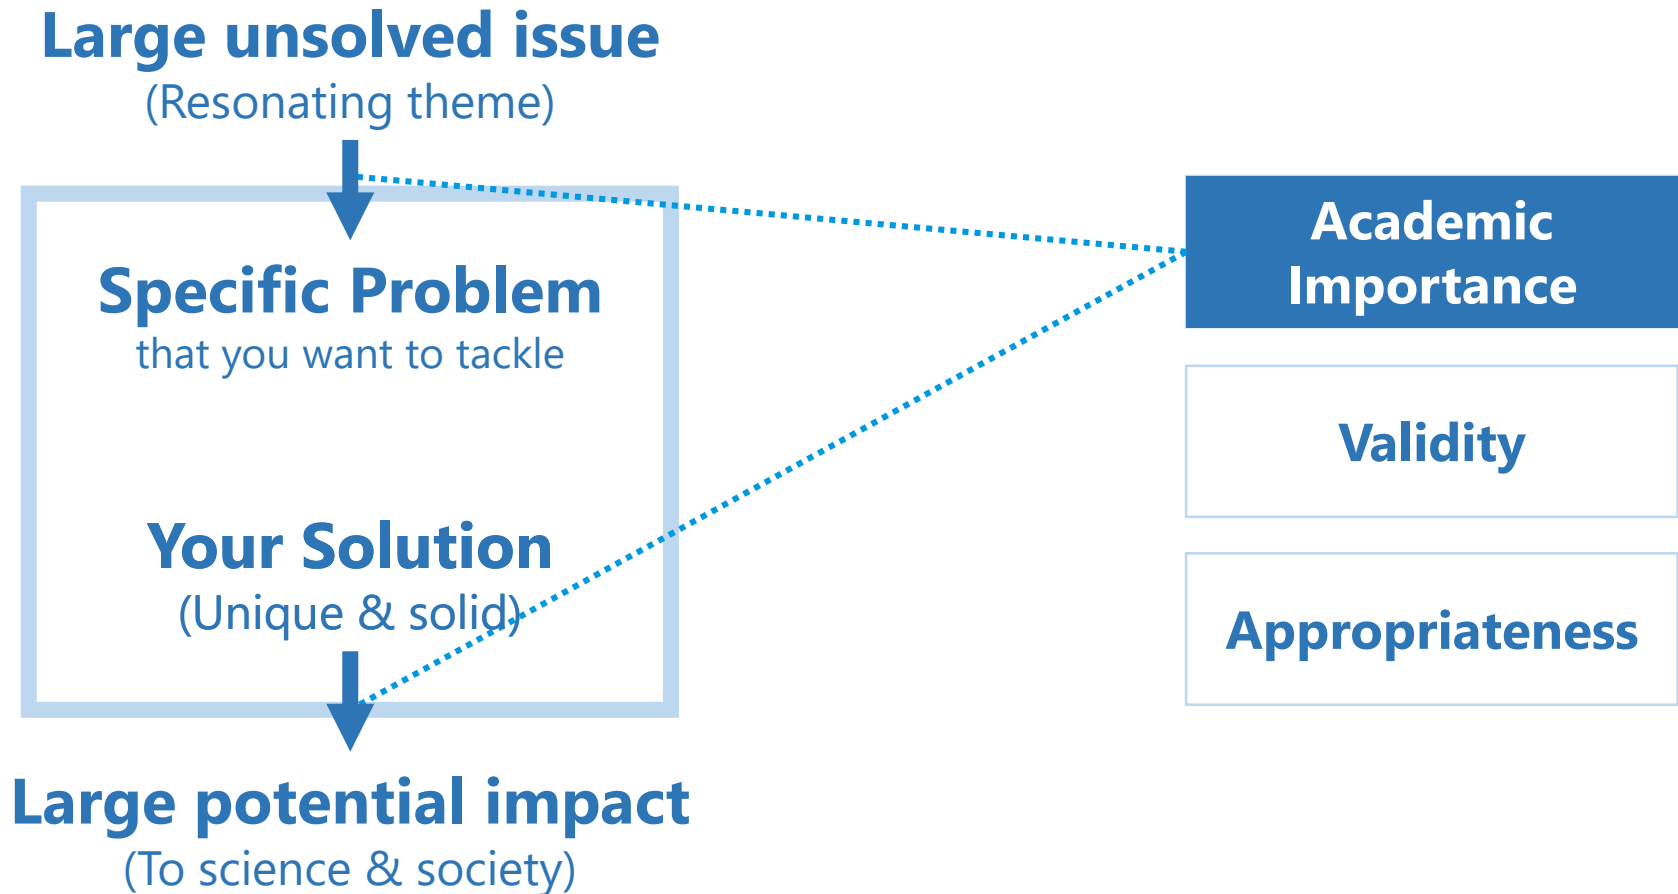 Large unsolved issue
(Resonating theme)
Specific Problem
that you want to tackle
Your Solution
(Unique & solid)
Large potential impact
(To science & society)
Academic
Importance
Validity
Appropriateness